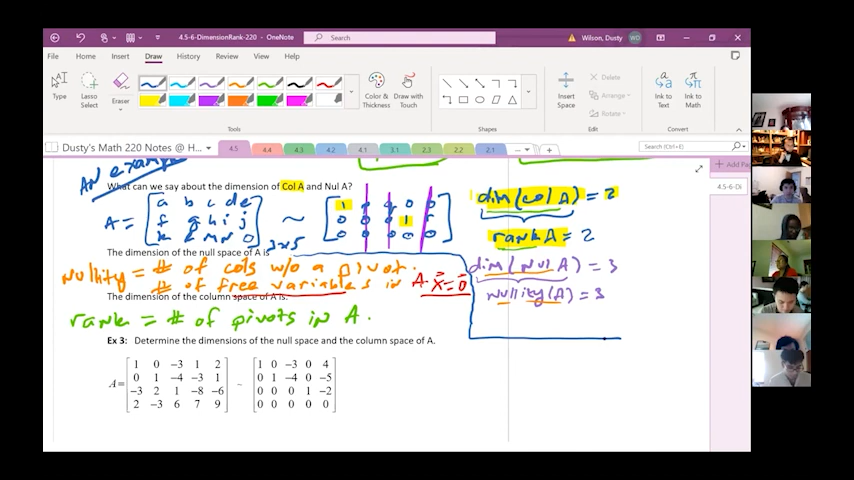 4.5-6-DimensionRank-220 - OneNote
Search
Wilson, Dusty
WD
File Home Insert Draw History Review View Help
Type
Lasso Select
Eraser
Color & Thickness
Draw with Touch
Insert Space
Delete
Arrange
Rotate
Ink to Text
Ink to Math
Tools
Shapes
Edit
Convert
Dusty's Math 220 Notes @ H...
4.5 4.4 4.3 4.1 3.1 2.3 2.2 2.1
Search (Ctrl+E)
Add Pa
4.5-6-Di
An example
What can we say about the dimension of Col A and Nul A?
dim(col A) = 2
rank A = 2
3x5
The dimension of the null space of A is
Nullity = # of cols w/o a pivot.
# of free variables in A x = 0
dim(Nul A) = 3
nullity(A) = 3
The dimension of the column space of A is:
rank = # of pivots in A.
Ex 3: Determine the dimensions of the null space and the column space of A.
1 0 -3 1 2 1 0 -3 0 4
A = 0 1 -4 -3 1 ~ 0 1 -4 0 -5
-3 2 1 -8 -6 0 0 0 1 -2
2 -3 6 7 9 0 0 0 0 0